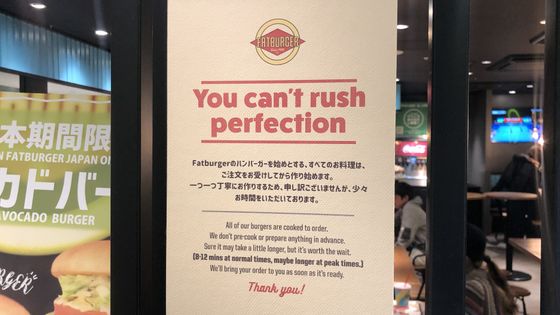 FATBURGER
You can't rush
perfection
Fatburgerのハンバーガーを始めとする、すべてのお料理は、
ご注文をお受けしてから作り始めます。
一つ一つ丁寧にお作りするため、申し訳ございませんが、少々
お時間をいただいております。
All of our burgers are cooked to order.
We don't pre-cook or prepare anything in advance.
Sure it may take a little longer, but it's worth the wait.
(8-12 mins at normal times, maybe longer at peak times.)
We'll bring your order to you as soon as it's ready.
Thank you!
本期間限
N FATBURGER JAPAN O
カドバー
AVOCADO BURGER